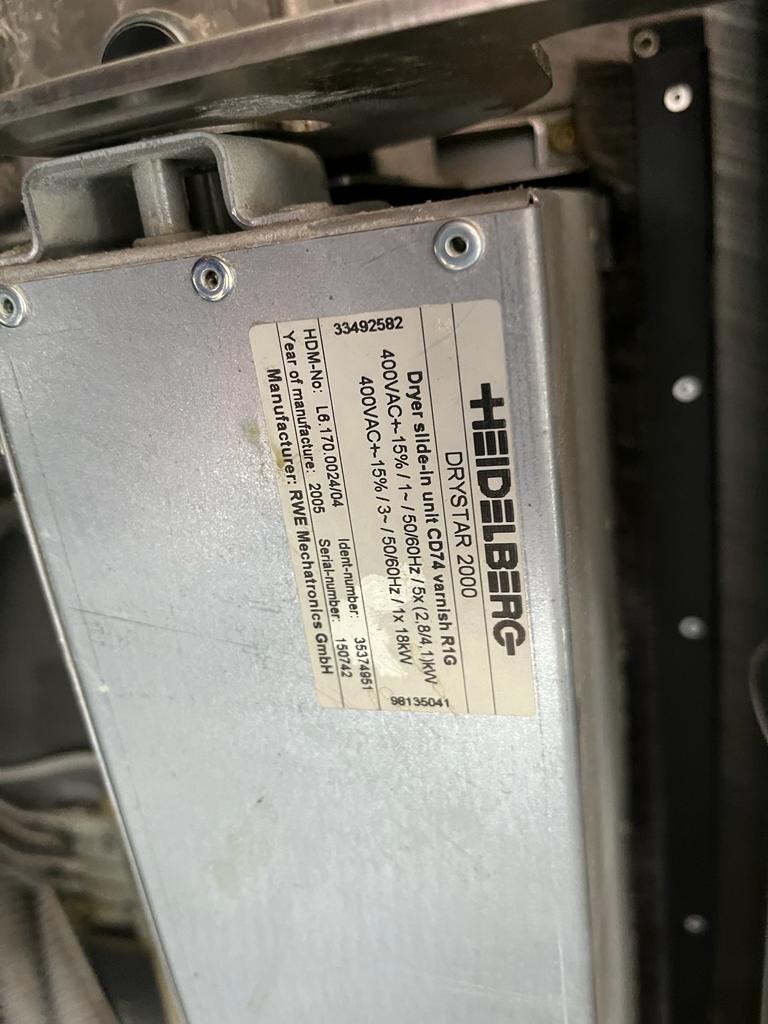 HEIDELBERG
DRYSTAR 2000
Dryer slide-in unit CD74 varnish R1G
400VAC+-15% / 1~ / 50/60Hz / 5x (2,8/4,1)kW
400VAC+-15% / 3~ / 50/60Hz / 1x 18kW
33492582 98135041
HDM-No: L6.170.0024/04 Ident-number: 35374951
Year of manufacture: 2005 Serial-number: 150742
Manufacturer: RWE Mechatronics GmbH